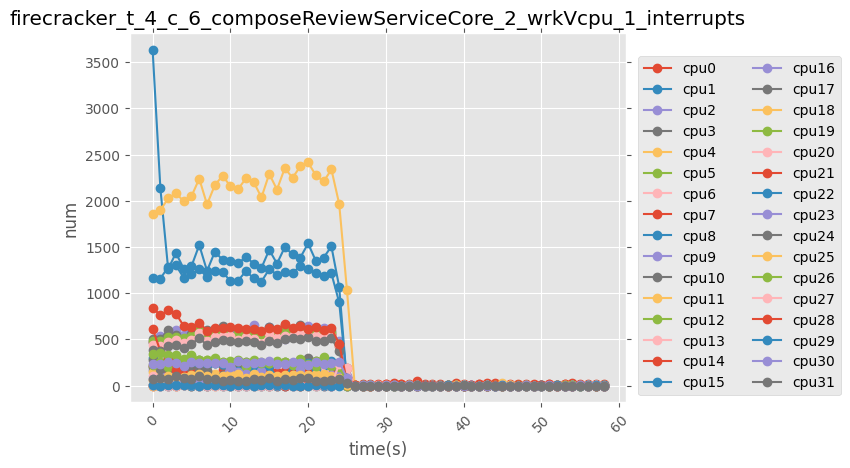 firecracker_t_4_c_6_composeReviewServiceCore_2_wrkVcpu_1_interrupts
3500
3000
2500
2000
1500
1000
500
0
num
0
10
20
30
40
50
60
time(s)
cpu0
cpu1
cpu2
cpu3
cpu4
cpu5
cpu6
cpu7
cpu8
cpu9
cpu10
cpu11
cpu12
cpu13
cpu14
cpu15
cpu16
cpu17
cpu18
cpu19
cpu20
cpu21
cpu22
cpu23
cpu24
cpu25
cpu26
cpu27
cpu28
cpu29
cpu30
cpu31